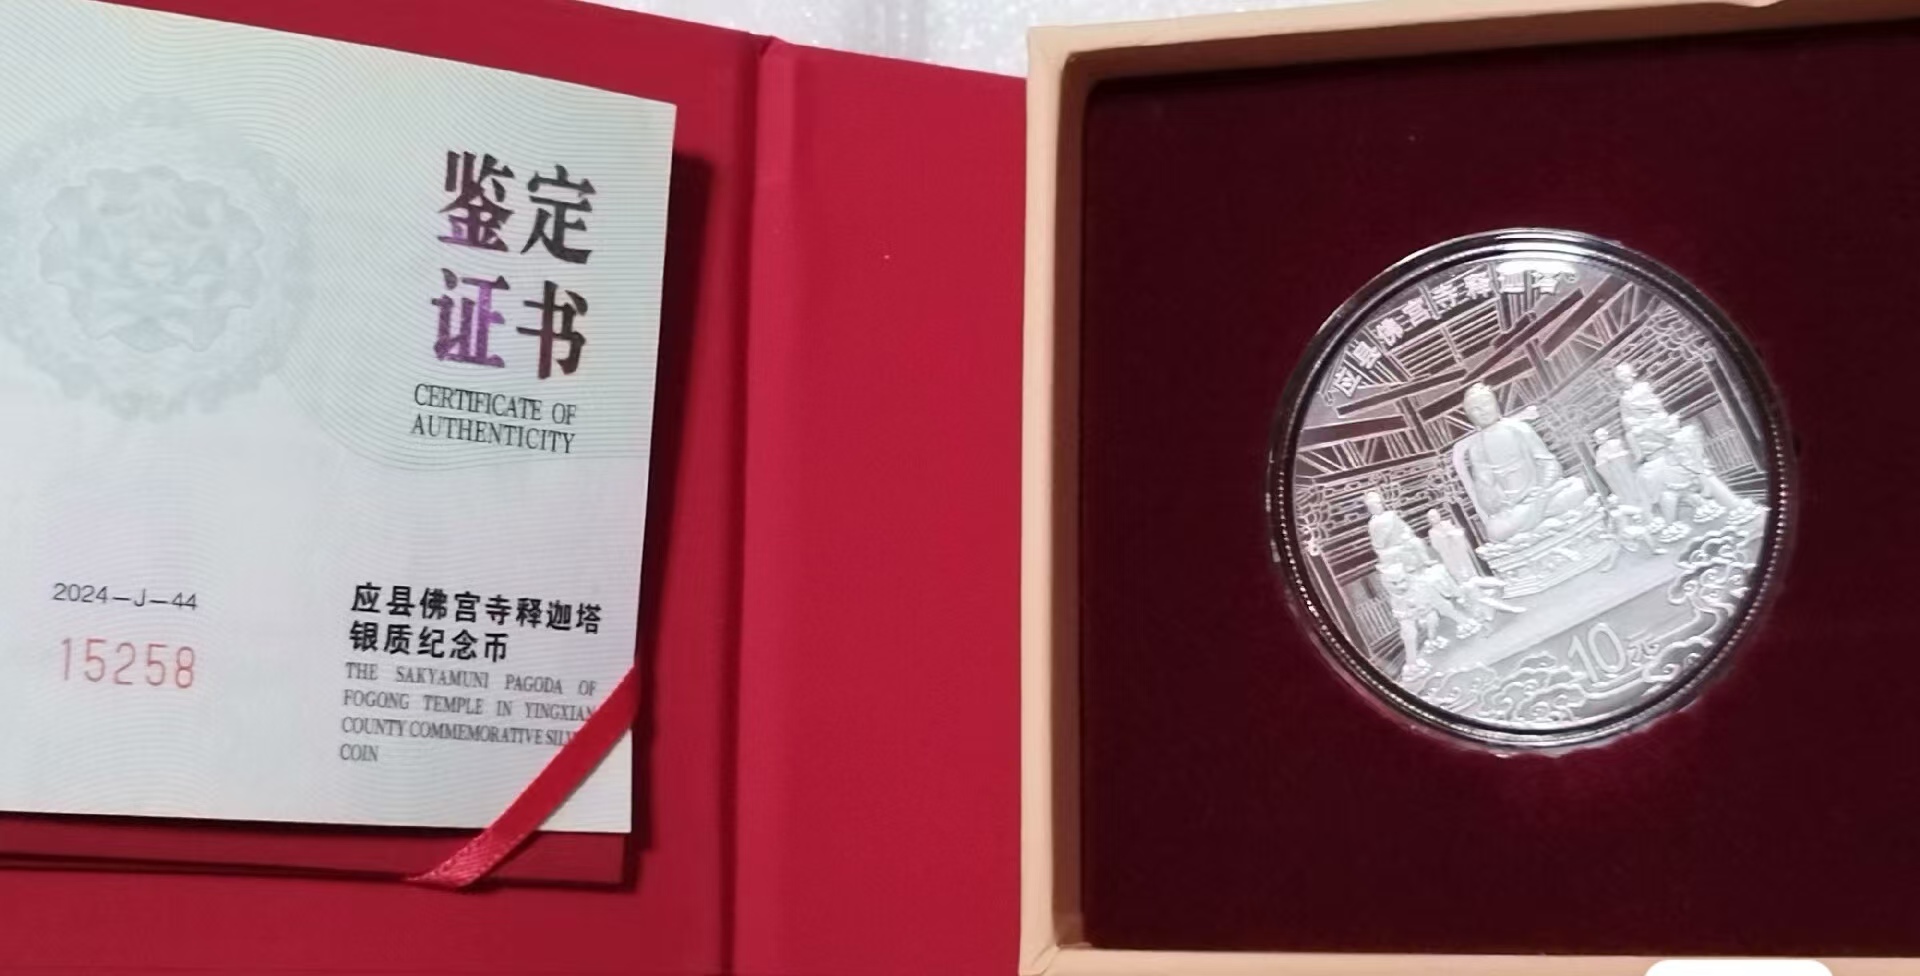 鉴定
证书
CERTIFICATE OF
AUTHENTICITY
2024-J-44
15258
应县佛宫寺释迦塔
银质纪念币
THE SAKYAMUNI PAGODA OF
FOGONG TEMPLE IN YINGXIAN
COUNTY COMMEMORATIVE
COIN
应县佛宫寺释迦塔
10元